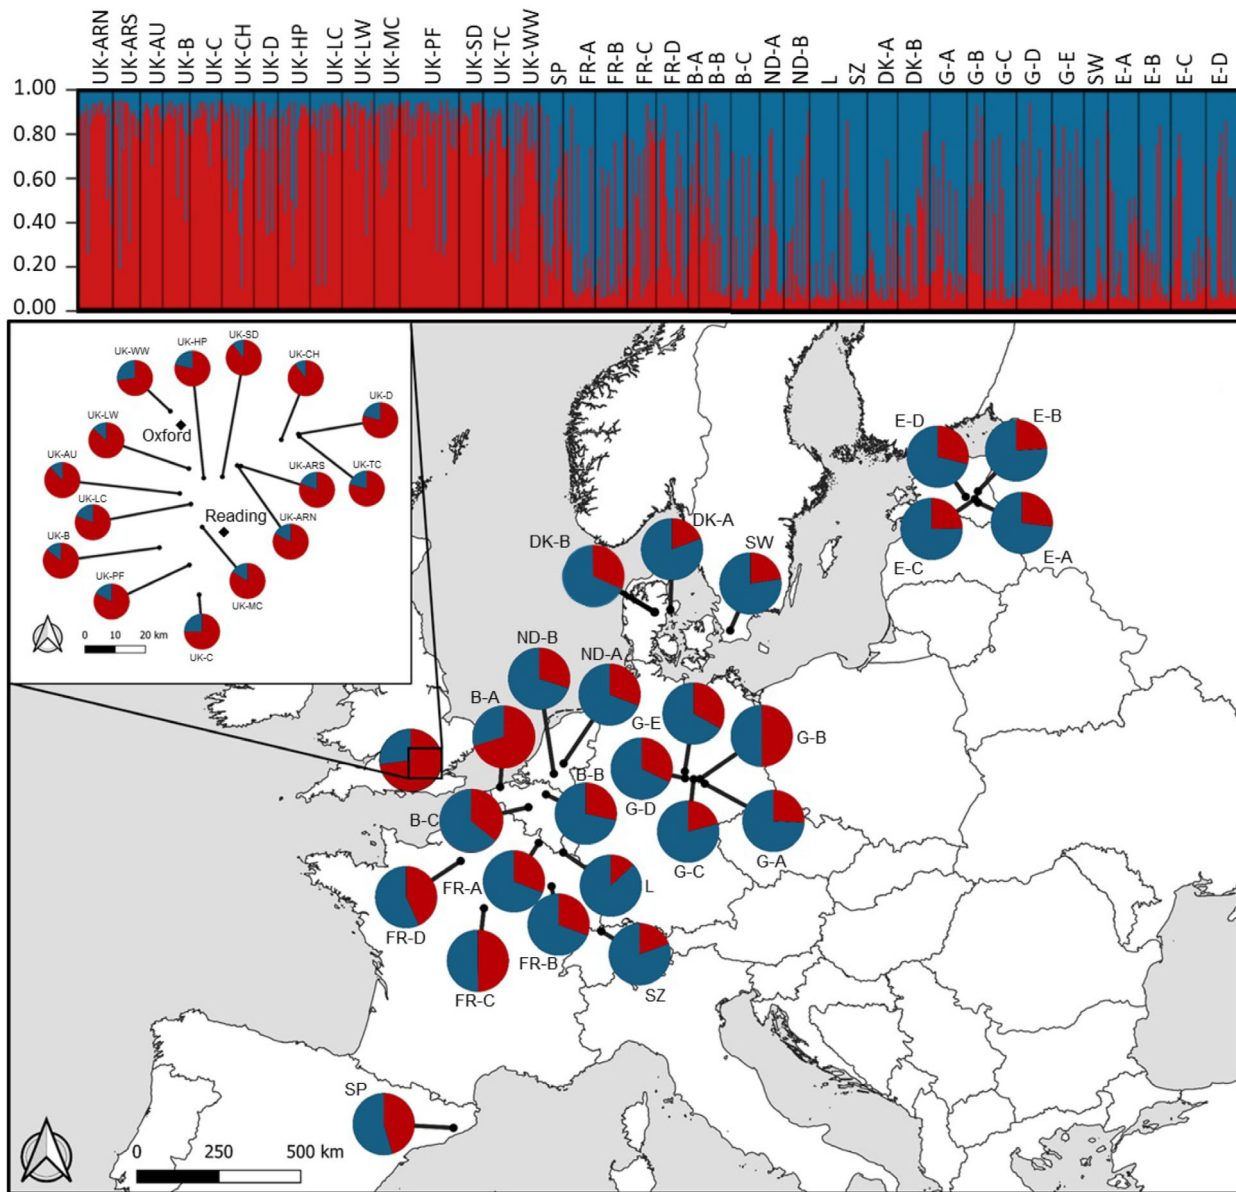 UK-ARN UK-ARS UK-AU UK-B UK-C UK-CH UK-D UK-HP UK-LC UK-LW UK-MC UK-PF UK-SD UK-TC UK-WW SP FR-A FR-B FR-C FR-D B-A B-B B-C ND-A ND-B L SZ DK-A DK-B G-A G-B G-C G-D G-E SW E-A E-B E-C E-D
1.00
0.80
0.60
0.40
0.20
0.00
UK-WW
UK-HP
UK-SD
UK-CH
UK-D
UK-LW
Oxford
UK-AU
UK-ARS
UK-TC
UK-LC
Reading
UK-ARN
UK-B
UK-PF
UK-MC
UK-C
0 10 20 km
E-D
E-B
E-C
E-A
DK-B
DK-A
SW
ND-B
ND-A
B-A
G-E
G-B
B-B
G-D
B-C
G-C
G-A
FR-A
L
FR-D
FR-B
FR-C
SZ
SP
0 250 500 km